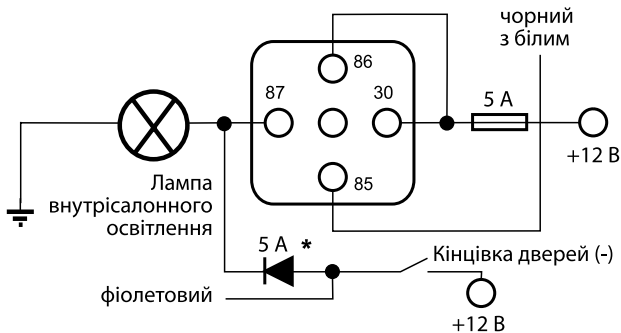 чорний
з білим
86
87
30
5 А
+12 В
85
Лампа
внутрісалонного
освітлення
5 А *
Кінцівка дверей (-)
фіолетовий
+12 В